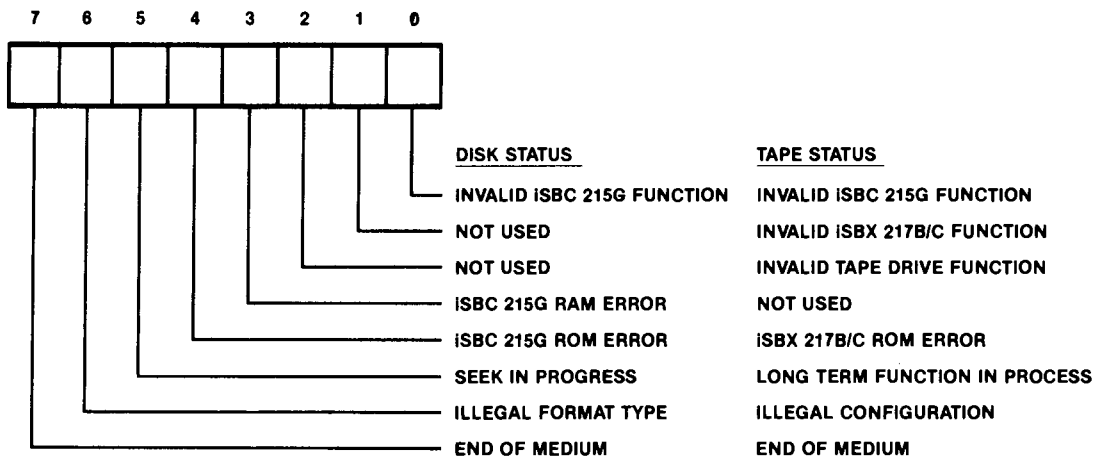 7 6 5 4 3 2 1 0
DISK STATUS TAPE STATUS
INVALID iSBC 215G FUNCTION INVALID iSBC 215G FUNCTION
NOT USED INVALID iSBX 217B/C FUNCTION
NOT USED INVALID TAPE DRIVE FUNCTION
iSBC 215G RAM ERROR NOT USED
iSBC 215G ROM ERROR iSBX 217B/C ROM ERROR
SEEK IN PROGRESS LONG TERM FUNCTION IN PROCESS
ILLEGAL FORMAT TYPE ILLEGAL CONFIGURATION
END OF MEDIUM END OF MEDIUM